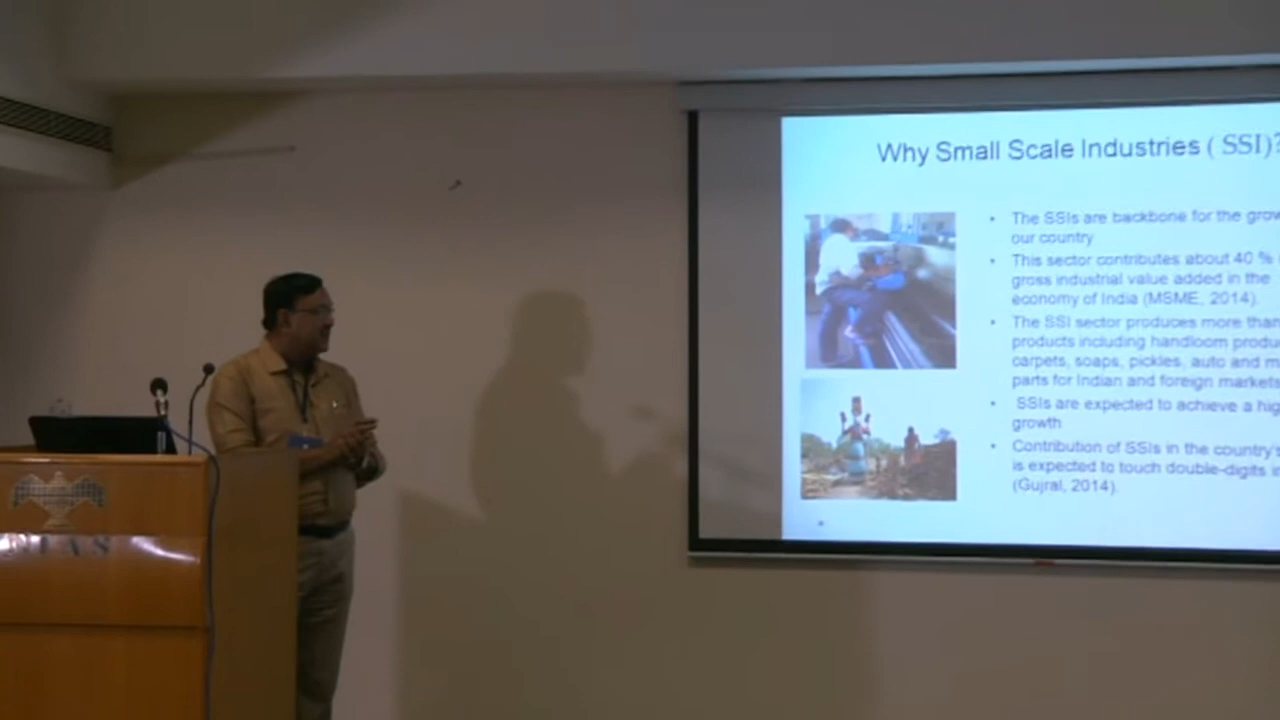 Why Small Scale Industries ( SSI)?
• The SSIs are backbone for the grow
our country
• This sector contributes about 40 %
gross industrial value added in the
economy of India (MSME, 2014).
• The SSI sector produces more than
products including handloom produ
carpets, soaps, pickles, auto and m
parts for Indian and foreign markets
• SSIs are expected to achieve a hig
growth
• Contribution of SSIs in the country's
is expected to touch double-digits i
(Gujral, 2014).
IAS